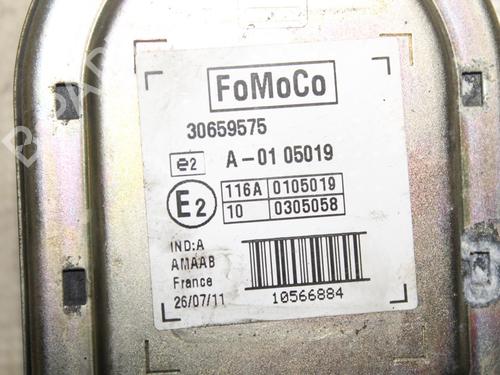 FoMoCo
30659575
e2 A-01 05019
E2 116A 0105019
10 0305058
IND:A
AMAAB
France
26/07/11
10566884